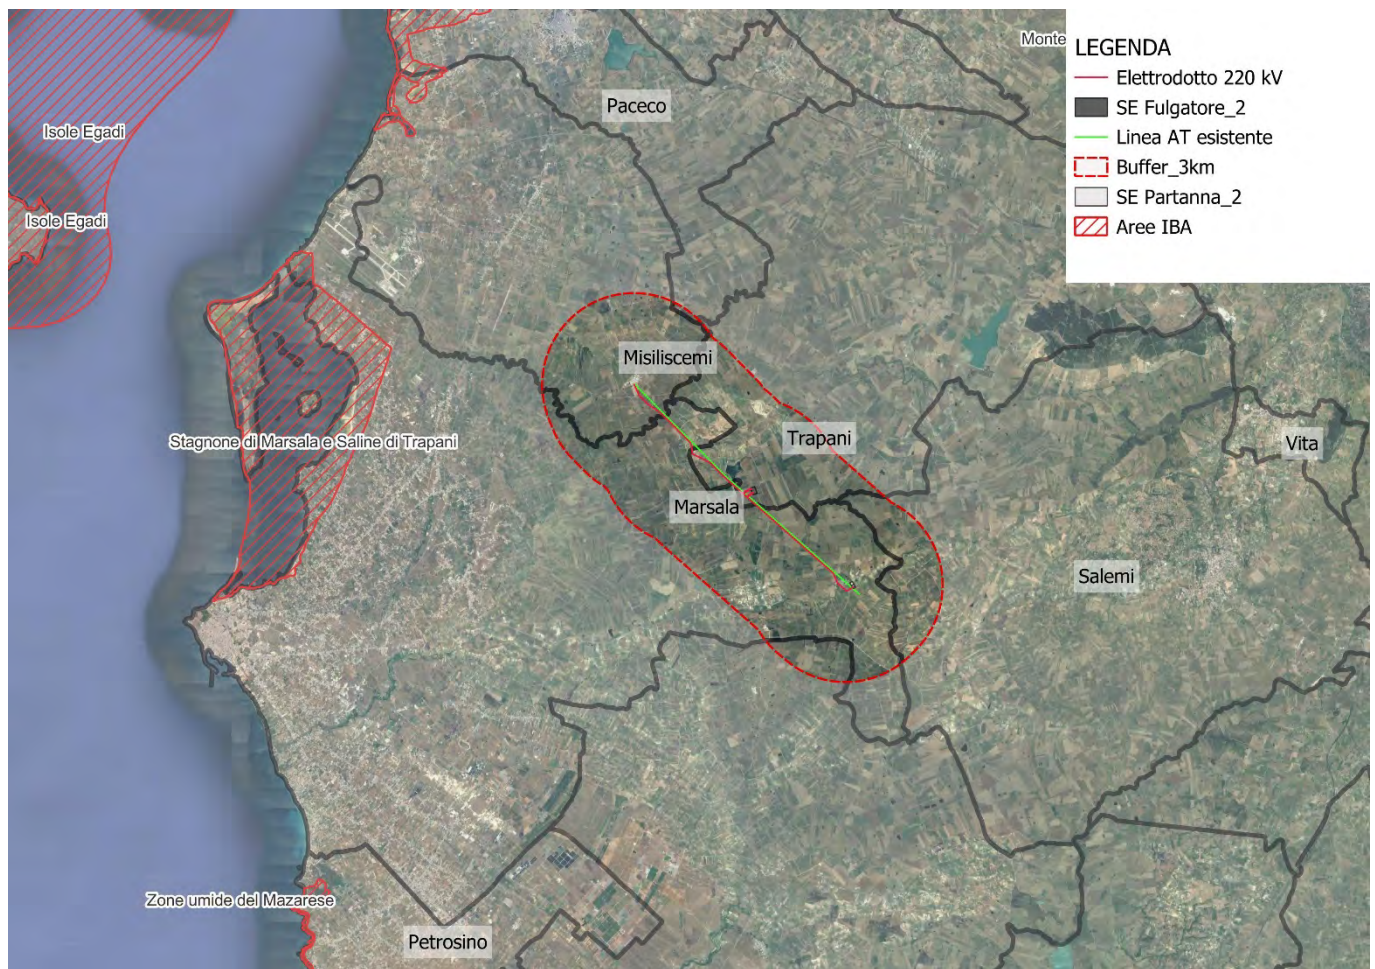 Monte
LEGENDA
Elettrodotto 220 kV
SE Fulgatore_2
Linea AT esistente
Buffer_3km
SE Partanna_2
Aree IBA
Paceco
Isole Egadi
Isole Egadi
Misiliscemi
Trapani
Stagnone di Marsala e Saline di Trapani
Vita
Marsala
Salemi
Zone umide del Mazarese
Petrosino